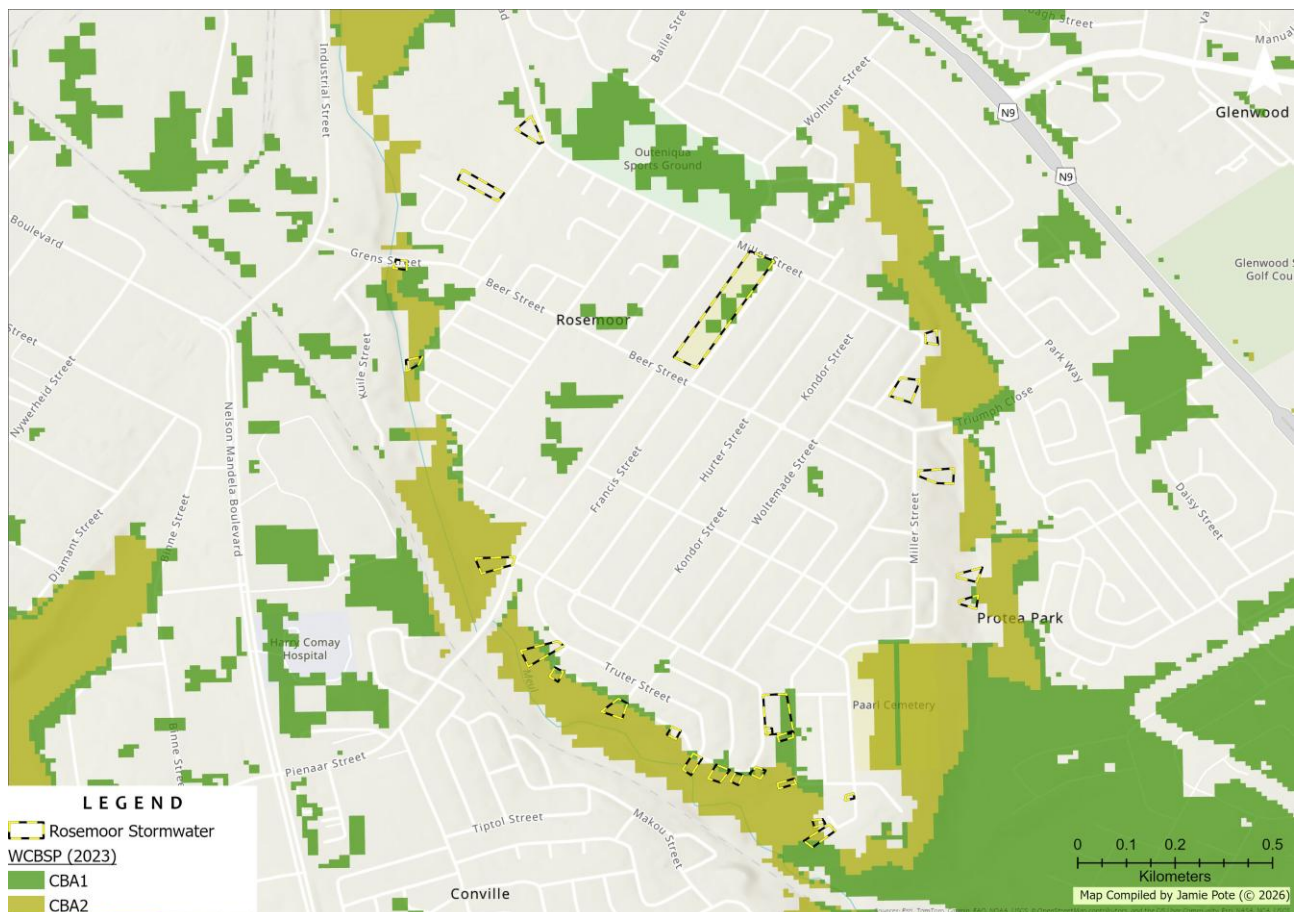 bagh Street
Manual
Baille Stre
Industrial Street
Wolhuter Street
N9
Glenwood
Outeniqua
Sports Ground
N9
Boulevard
Grens Street
Miller Street
Glenwood S
Golf Cou
Beer Street
Rosemoor
Street
Kuile Street
Beer Street
Kondor Street
Park Way
Nywerheid Street
Triumph Close
Nelson Mandela Boulevard
Francis Street
Hurter Street
Woltemade Street
Daisy Street
Binne Street
Diamant Street
Kondor Street
Miller Street
Harry Comay
Hospital
Protea Park
Truter Street
Paarl Cemetery
Binne Stree
Pienaar Street
LEGEND
Rosemoor Stormwater
WCBSP (2023)
CBA1
CBA2
Tiptol Street
Makou Street
Conville
0 0.1 0.2 0.5
Kilometers
Map Compiled by Jamie Pote (© 2026)